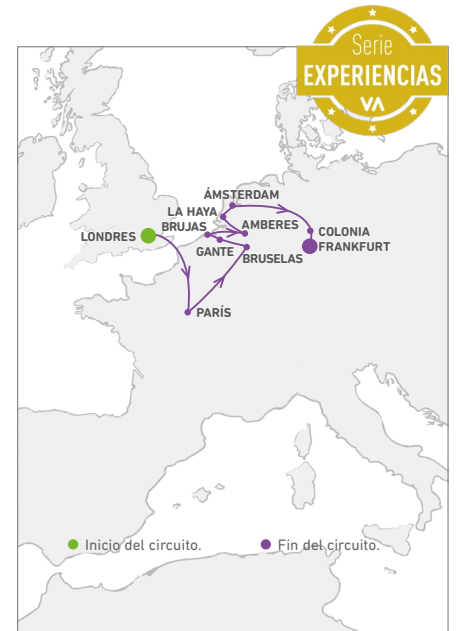 Serie
EXPERIENCIAS
VA
ÁMSTERDAM
LA HAYA
BRUJAS
AMBERES
LONDRES
COLONIA
GANTE
FRANKFURT
BRUSELAS
PARÍS
Inicio del circuito.
Fin del circuito.